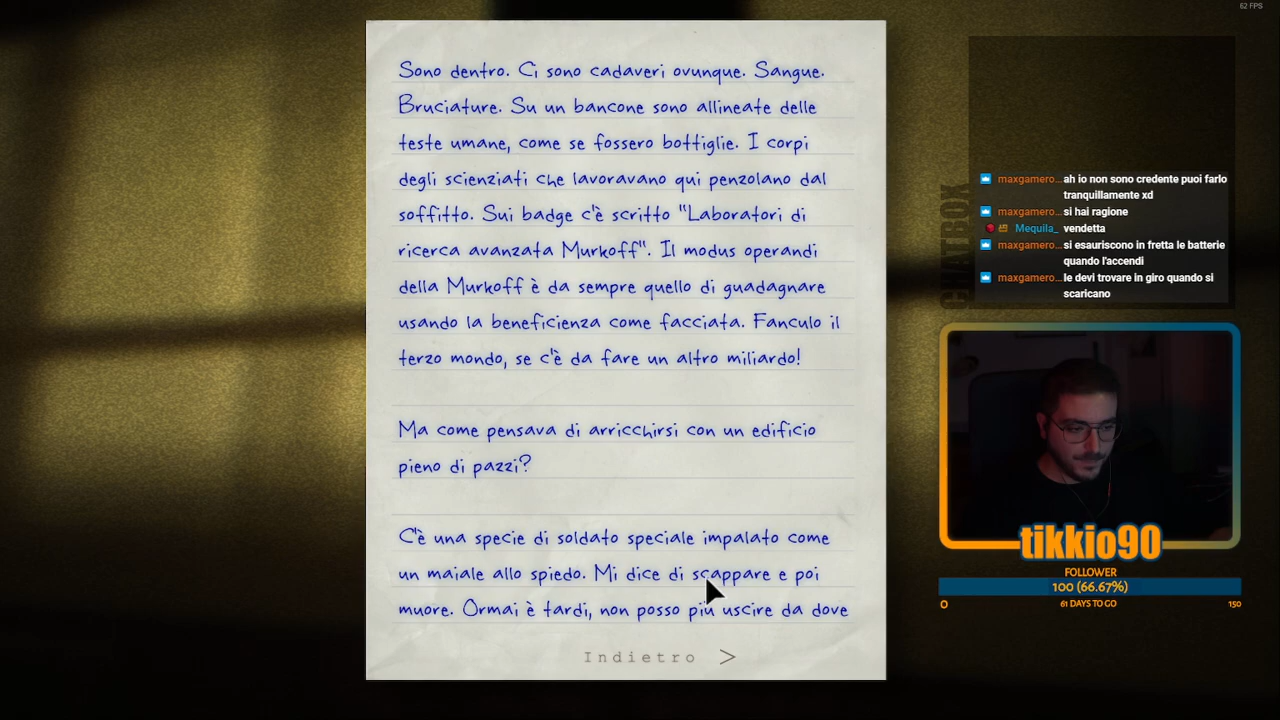 62 FPS
Sono dentro. Ci sono cadaveri ovunque. Sangue.
Bruciature. Su un bancone sono allineate delle
teste umane, come se fossero bottiglie. I corpi
degli scienziati che lavoravano qui penzolano dal
soffitto. Sui badge c'è scritto "Laboratori di
ricerca avanzata Murkoff". Il modus operandi
della Murkoff è da sempre quello di guadagnare
usando la beneficienza come facciata. Fanculo il
terzo mondo, se c'è da fare un altro miliardo!
Ma come pensava di arricchirsi con un edificio
pieno di pazzi?
C'è una specie di soldato speciale impalato come
un maiale allo spiedo. Mi dice di scappare e poi
muore. Ormai è tardi, non posso più uscire da dove
Indietro >
CHATBOX
maxgamero... ah io non sono credente puoi farlo
tranquillamente xd
maxgamero... si hai ragione
Mequila_ vendetta
maxgamero... si esauriscono in fretta le batterie
quando l'accendi
maxgamero... le devi trovare in giro quando si
scaricano
tikkio90
FOLLOWER
100 (66.67%)
0 61 DAYS TO GO 150